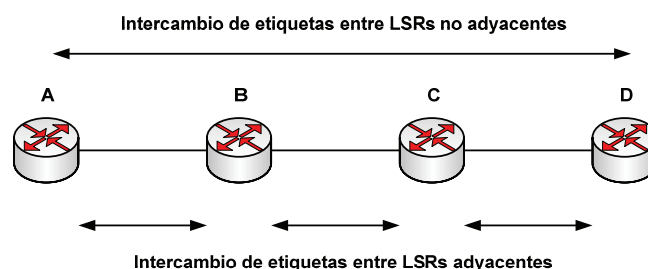 Intercambio de etiquetas entre LSRs no adyacentes
A B C D
Intercambio de etiquetas entre LSRs adyacentes